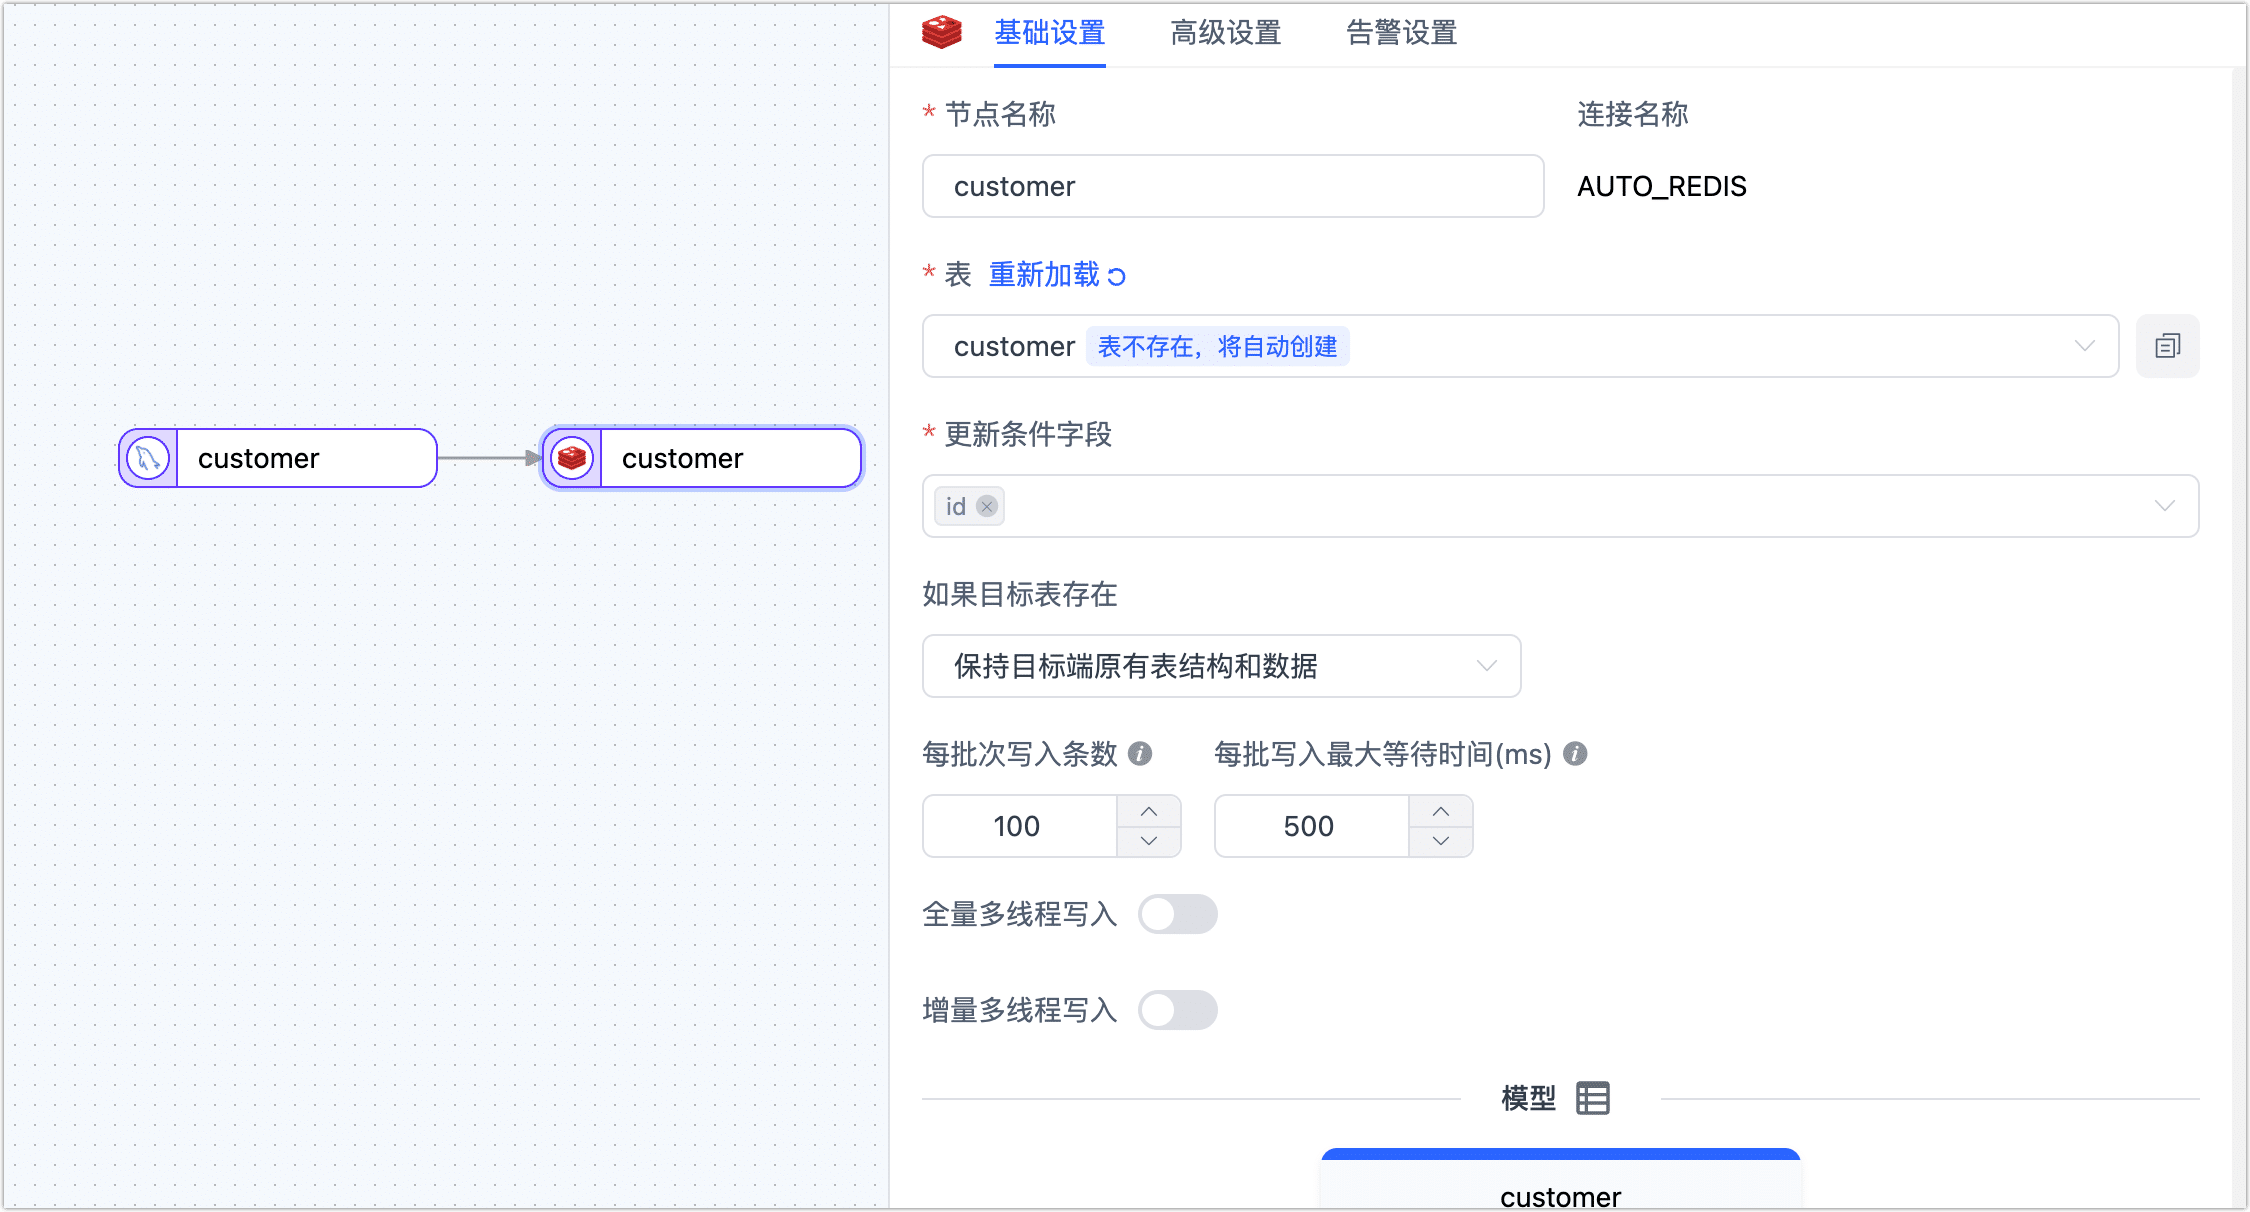 基础设置 高级设置 告警设置
* 节点名称 连接名称
customer AUTO_REDIS
* 表 重新加载
customer 表不存在，将自动创建
* 更新条件字段
id
如果目标表存在
保持目标端原有表结构和数据
每批次写入条数 每批写入最大等待时间(ms)
100 500
全量多线程写入
增量多线程写入
模型
customer
customer customer